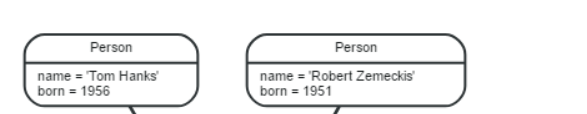 Person
name = 'Tom Hanks'
born = 1956
Person
name = 'Robert Zemeckis'
born = 1951